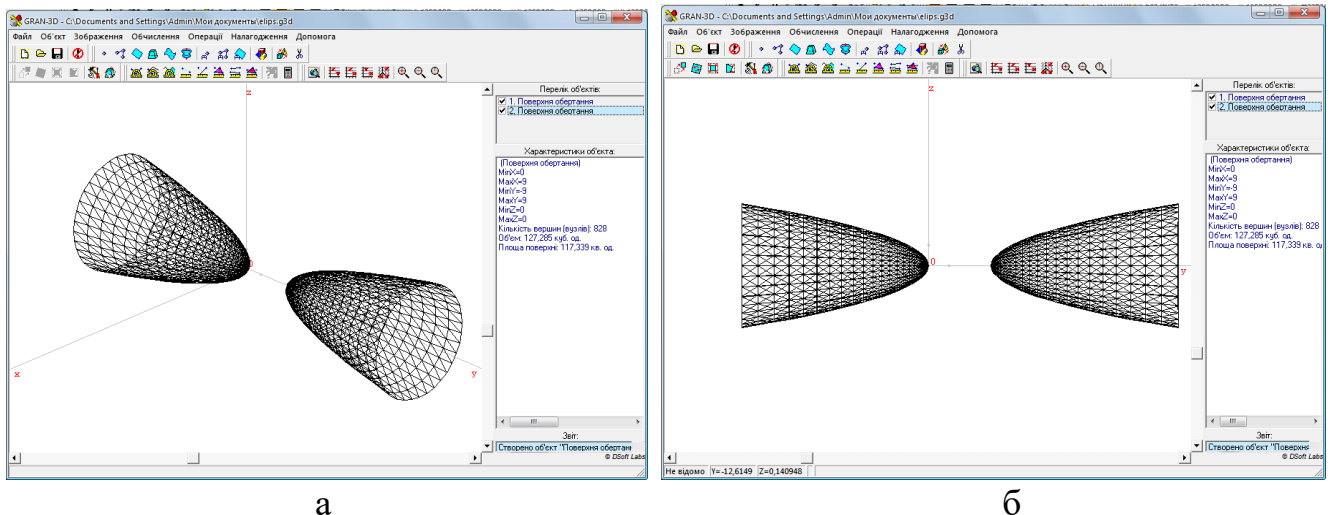 GRAN-3D - C:\Documents and Settings\Admin\Мои документы\elips.g3d
Файл Об'єкт Зображення Обчислення Операції Налагодження Допомога
z
0
x
y
Перелік об'єктів:
1. Поверхня обертання
2. Поверхня обертання
Характеристики об'єкта:
(Поверхня обертання)
MinX=0
MaxX=9
MinY=-9
MaxY=9
MinZ=0
MaxZ=0
Кількість вершин (вузлів): 828
Об'єм: 127,285 куб. од.
Площа поверхні: 117,339 кв. од.
Звіт:
Створено об'єкт "Поверхня обертанн
© DSoft Labs
а
GRAN-3D - C:\Documents and Settings\Admin\Мои документы\elips.g3d
Файл Об'єкт Зображення Обчислення Операції Налагодження Допомога
z
0
y
Перелік об'єктів:
1. Поверхня обертання
2. Поверхня обертання
Характеристики об'єкта:
(Поверхня обертання)
MinX=0
MaxX=9
MinY=-9
MaxY=9
MinZ=0
MaxZ=0
Кількість вершин (вузлів): 828
Об'єм: 127,285 куб. од.
Площа поверхні: 117,339 кв. о
Звіт:
Створено об'єкт "Поверхн
© DSoft Labs
Не відомо Y=-12,6149 Z=0,140948
б